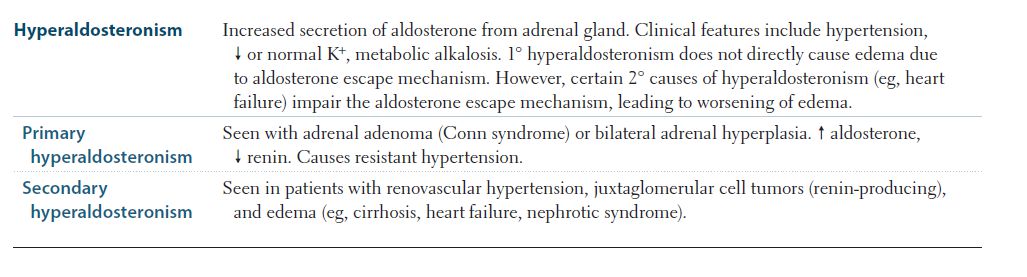 Hyperaldosteronism Increased secretion of aldosterone from adrenal gland. Clinical features include hypertension,
↓ or normal K⁺, metabolic alkalosis. 1° hyperaldosteronism does not directly cause edema due
to aldosterone escape mechanism. However, certain 2° causes of hyperaldosteronism (eg, heart
failure) impair the aldosterone escape mechanism, leading to worsening of edema.
Primary Seen with adrenal adenoma (Conn syndrome) or bilateral adrenal hyperplasia. ↑ aldosterone,
hyperaldosteronism ↓ renin. Causes resistant hypertension.
Secondary Seen in patients with renovascular hypertension, juxtaglomerular cell tumors (renin-producing),
hyperaldosteronism and edema (eg, cirrhosis, heart failure, nephrotic syndrome).